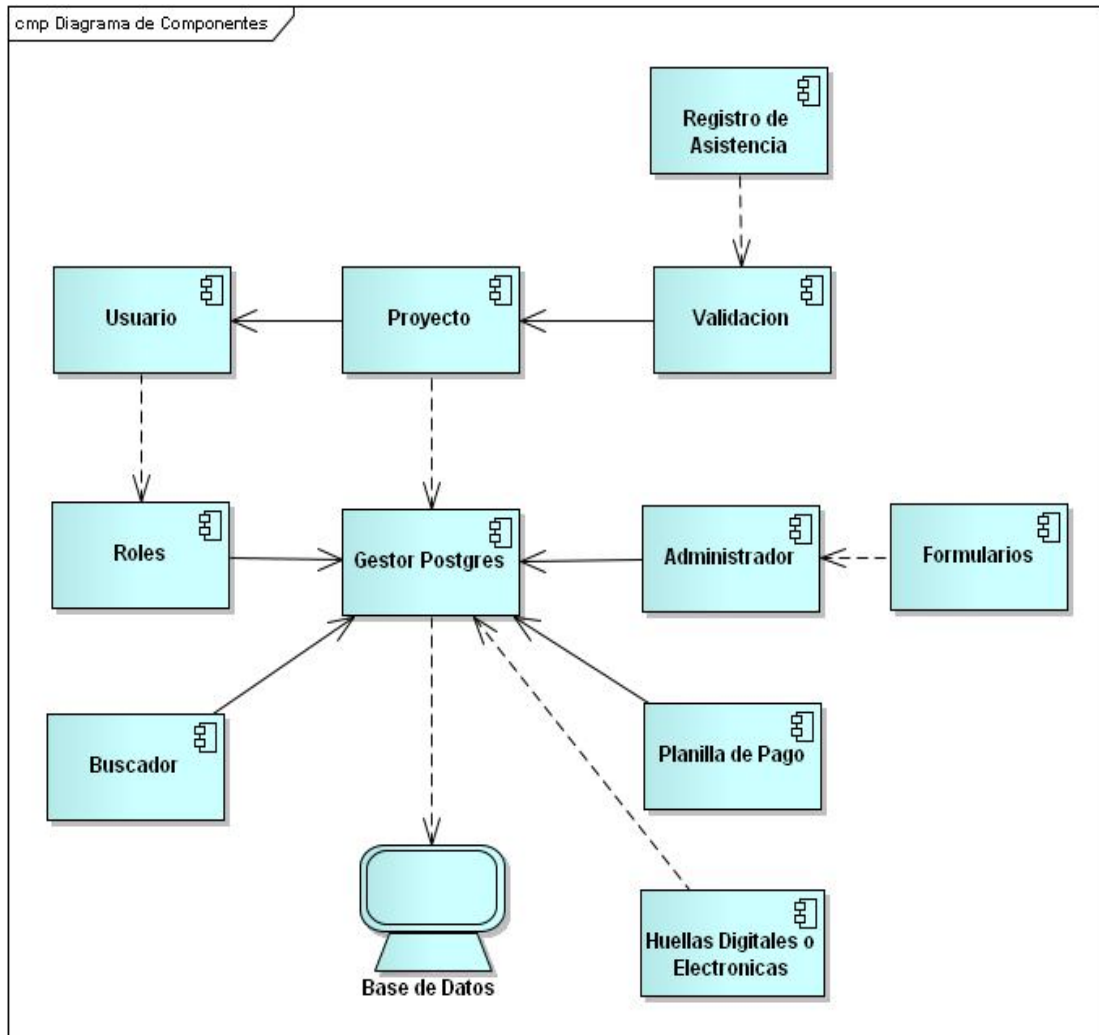 cmp Diagrama de Componentes
Registro de
Asistencia
Usuario
Proyecto
Validacion
Roles
Gestor Postgres
Administrador
Formularios
Buscador
Planilla de Pago
Base de Datos
Huellas Digitales o
Electronicas